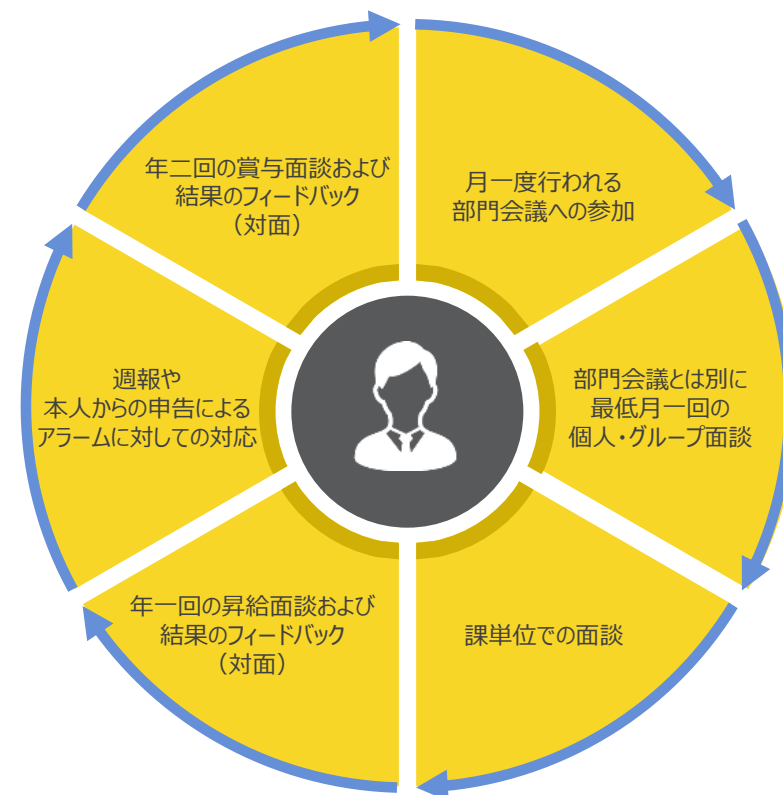 年二回の賞与面談および
結果のフィードバック
（対面）
月一度行われる
部門会議への参加
週報や
本人からの申告による
アラームに対しての対応
部門会議とは別に
最低月一回の
個人・グループ面談
年一回の昇給面談および
結果のフィードバック
（対面）
課単位での面談